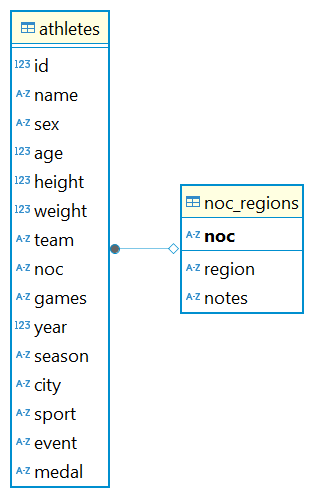 athletes
123 id
A-Z name
A-Z sex
123 age
123 height
123 weight
A-Z team
A-Z noc
A-Z games
123 year
A-Z season
A-Z city
A-Z sport
A-Z event
A-Z medal
noc_regions
A-Z noc
A-Z region
A-Z notes